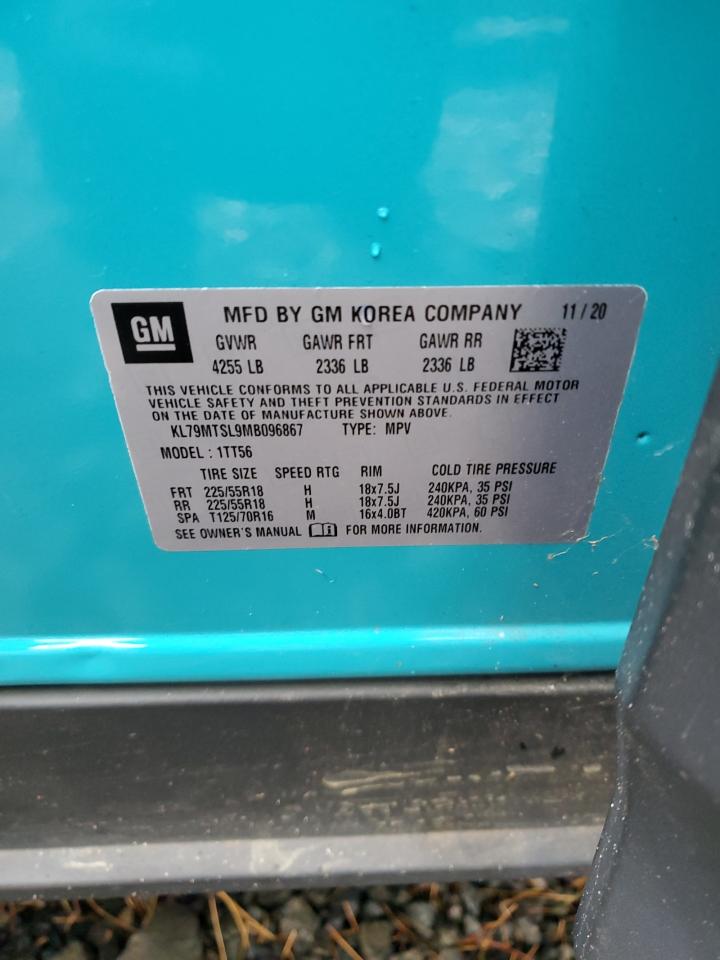 GM
MFD BY GM KOREA COMPANY 11/20
GVWR GAWR FRT GAWR RR
4255 LB 2336 LB 2336 LB
THIS VEHICLE CONFORMS TO ALL APPLICABLE U.S. FEDERAL MOTOR
VEHICLE SAFETY AND THEFT PREVENTION STANDARDS IN EFFECT
ON THE DATE OF MANUFACTURE SHOWN ABOVE.
KL79MTSL9MB096867 TYPE: MPV
MODEL : 1TT56
TIRE SIZE SPEED RTG RIM COLD TIRE PRESSURE
FRT 225/55R18 H 18x7.5J 240KPA, 35 PSI
RR 225/55R18 H 18x7.5J 240KPA, 35 PSI
SPA T125/70R16 M 16x4.0BT 420KPA, 60 PSI
SEE OWNER'S MANUAL FOR MORE INFORMATION.